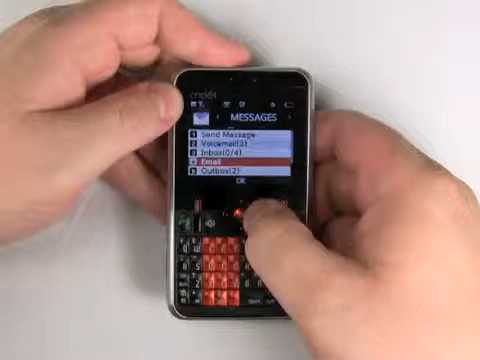 cricket
MESSAGES
1 Send Message
2 Voicemail(3)
3 Inbox(0/4)
4 Email
5 Outbox(2)
OK